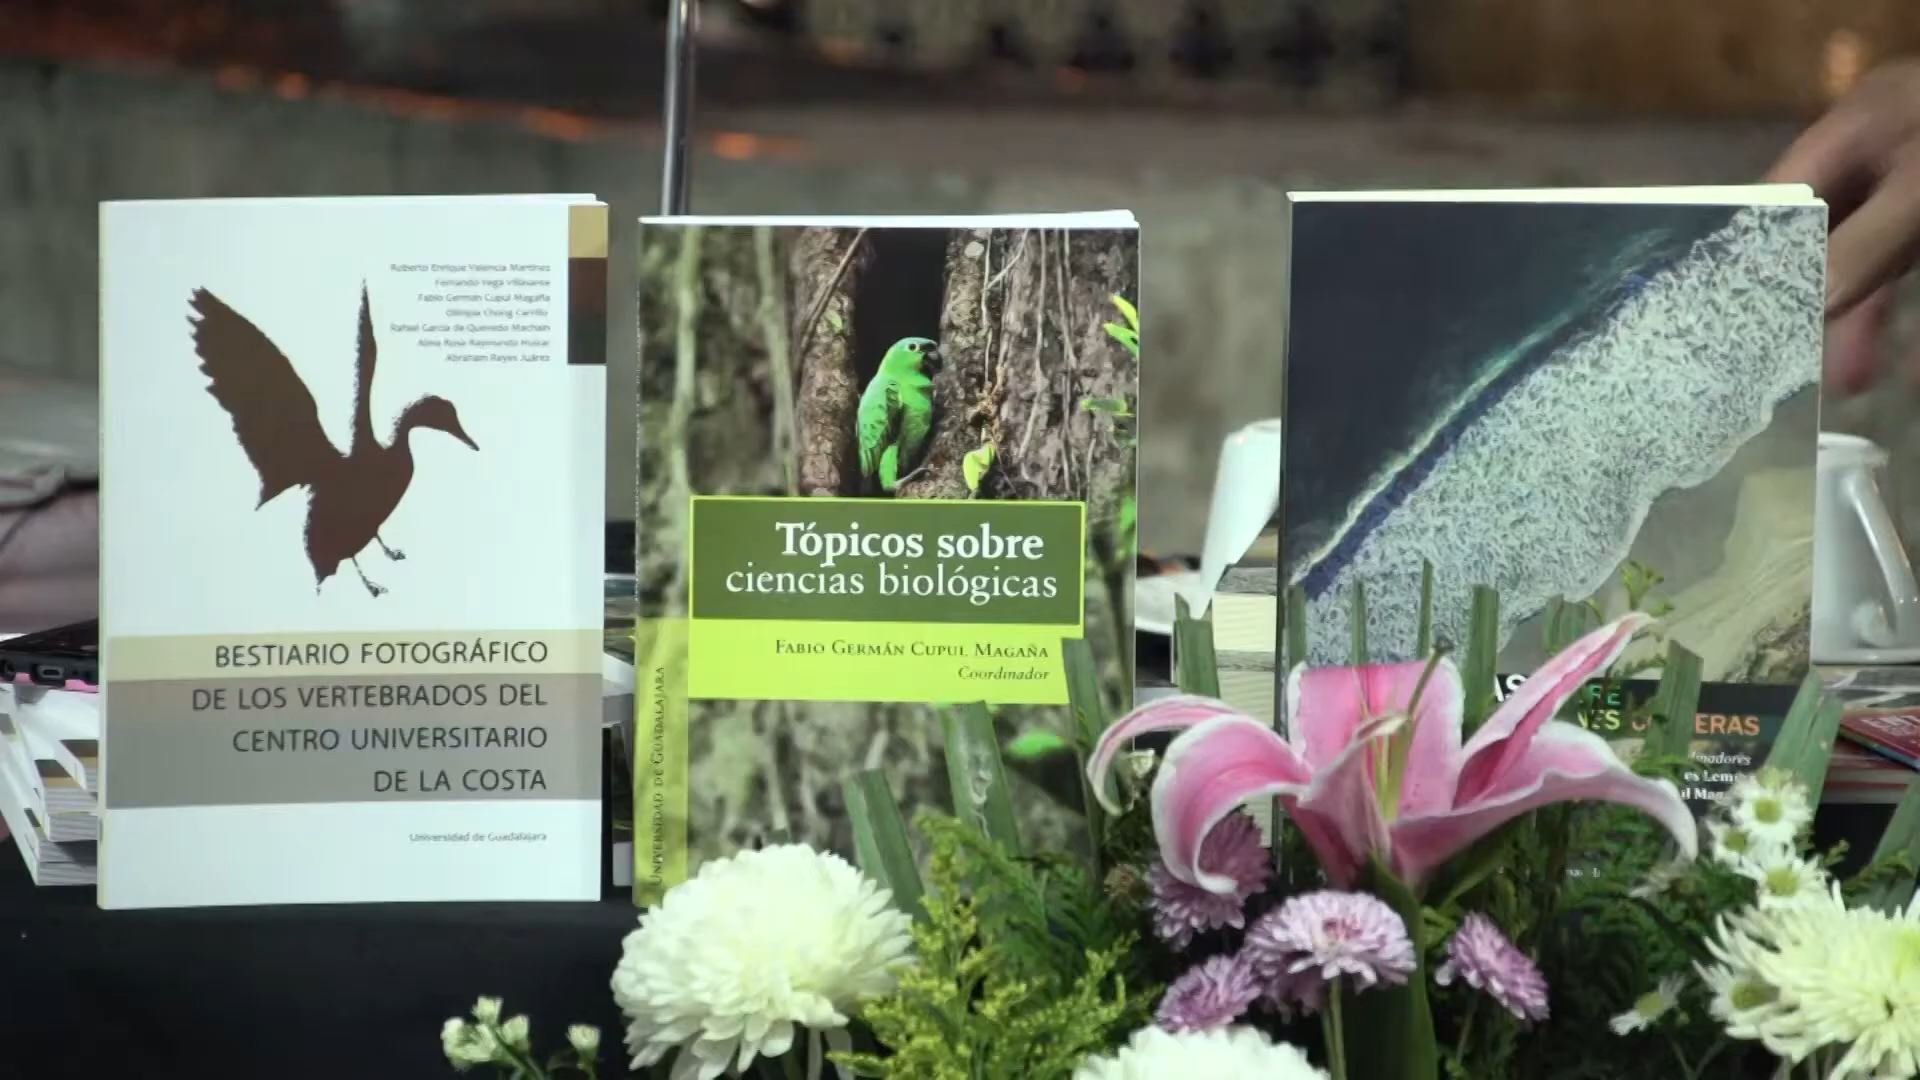 Roberto Enrique Valencia Martínez
Fernando Vega Villasante
Fabio Germán Cupul Magaña
Olimpia Chong Carrillo
Rafael García de Quevedo Machain
Alma Rosa Raymundo Huizar
Abraham Reyes Juárez
BESTIARIO FOTOGRÁFICO
DE LOS VERTEBRADOS DEL
CENTRO UNIVERSITARIO
DE LA COSTA
Universidad de Guadalajara
Tópicos sobre
ciencias biológicas
FABIO GERMÁN CUPUL MAGAÑA
Coordinador
UNIVERSIDAD DE GUADALAJARA